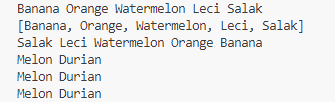 Banana Orange Watermelon Leci Salak
[Banana, Orange, Watermelon, Leci, Salak]
Salak Leci Watermelon Orange Banana
Melon Durian
Melon Durian
Melon Durian